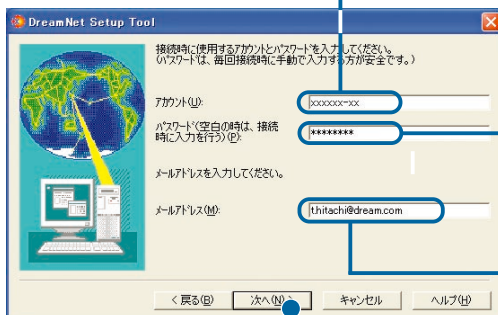 DreamNet Setup Tool
接続時に使用するアカウントとパスワードを入力してください。
(パスワードは、毎回接続時に手動で入力する方が安全です。)
アカウント(U):
xxxxxx-xx
パスワード(空白の時は、接続
時に入力を行う)(P):
********
メールアドレスを入力してください。
メールアドレス(M):
t.hitachi@dream.com
< 戻る(B)
次へ(N) >
キャンセル
ヘルプ(H)